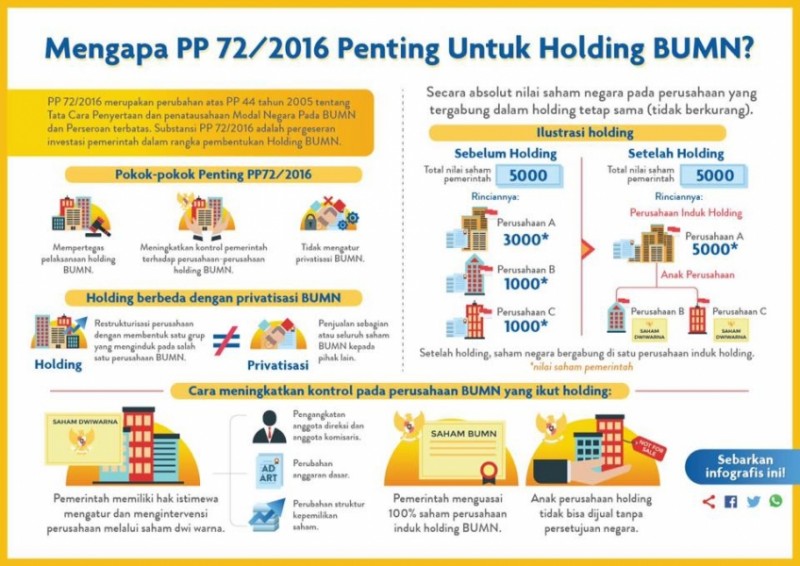 Mengapa PP 72/2016 Penting Untuk Holding BUMN?
PP 72/2016 merupakan perubahan atas PP 44 tahun 2005 tentang
Tata Cara Penyertaan dan penatausahaan Modal Negara Pada BUMN
dan Perseroan terbatas. Substansi PP 72/2016 adalah pergeseran
investasi pemerintah dalam rangka pembentukan Holding BUMN.
Pokok-pokok Penting PP72/2016
Mempertegas
pelaksanaan holding
BUMN.
Meningkatkan kontrol pemerintah
terhadap perusahaan-perusahaan
holding BUMN.
Tidak mengatur
privatisasi BUMN.
Holding berbeda dengan privatisasi BUMN
Holding
Restrukturisasi perusahaan
dengan membentuk satu grup
yang menginduk pada salah
satu perusahaan BUMN.
≠
Privatisasi
Penjualan sebagian
atau seluruh saham
BUMN kepada
pihak lain.
Secara absolut nilai saham negara pada perusahaan yang
tergabung dalam holding tetap sama (tidak berkurang).
Ilustrasi holding
Sebelum Holding
Total nilai saham
pemerintah
5000
Rinciannya:
Perusahaan A
3000*
Perusahaan B
1000*
Perusahaan C
1000*
Setelah Holding
Total nilai saham
pemerintah
5000
Rinciannya:
Perusahaan Induk Holding
Perusahaan A
5000*
Anak Perusahaan
Perusahaan B
SAHAM
DWIWARNA
Perusahaan C
SAHAM
DWIWARNA
Setelah holding, saham negara bergabung di satu perusahaan induk holding.
*nilai saham pemerintah
Cara meningkatkan kontrol pada perusahaan BUMN yang ikut holding:
SAHAM DWIWARNA
Pemerintah memiliki hak istimewa
mengatur dan mengintervensi
perusahaan melalui saham dwi warna.
Pengangkatan
anggota direksi dan
anggota komisaris.
AD
ART
Perubahan
anggaran dasar.
Perubahan struktur
kepemilikan
saham.
SAHAM BUMN
Pemerintah menguasai
100% saham perusahaan
induk holding BUMN.
NOT FOR
SALE
Anak perusahaan holding
tidak bisa dijual tanpa
persetujuan negara.
Sebarkan
infografis ini!